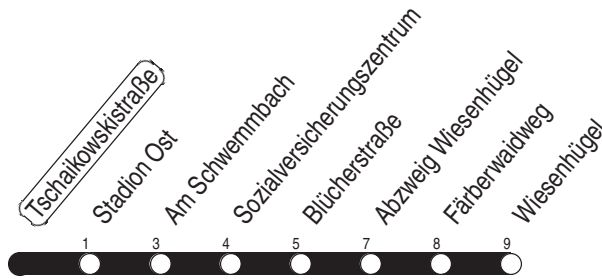 Tschaikowskistraße
Stadion Ost
Am Schwemmbach
Sozialversicherungszentrum
Blücherstraße
Abzweig Wiesenhügel
Färberwaidweg
Wiesenhügel
1 3 4 5 7 8 9